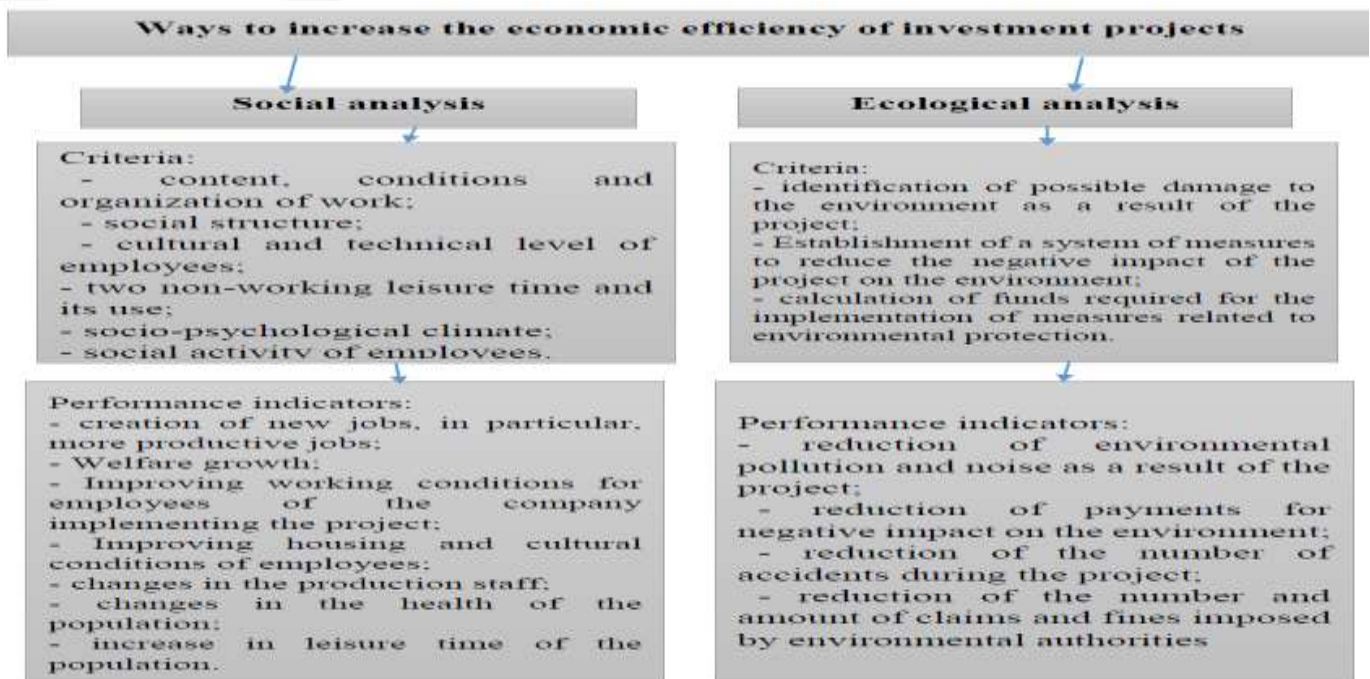 Ways to increase the economic efficiency of investment projects
Social analysis
Criteria:
- content, conditions and
organization of work;
- social structure;
- cultural and technical level of
employees;
- two non-working leisure time and
its use;
- socio-psychological climate;
- social activity of employees.
Performance indicators:
- creation of new jobs, in particular,
more productive jobs;
- Welfare growth;
- Improving working conditions for
employees of the company
implementing the project;
- Improving housing and cultural
conditions of employees;
- changes in the production staff;
- changes in the health of the
population;
- increase in leisure time of the
population.
Ecological analysis
Criteria:
- identification of possible damage to
the environment as a result of the
project;
- Establishment of a system of measures
to reduce the negative impact of the
project on the environment;
- calculation of funds required for the
implementation of measures related to
environmental protection.
Performance indicators:
- reduction of environmental
pollution and noise as a result of the
project;
- reduction of payments for
negative impact on the environment;
- reduction of the number of
accidents during the project;
- reduction of the number and
amount of claims and fines imposed
by environmental authorities